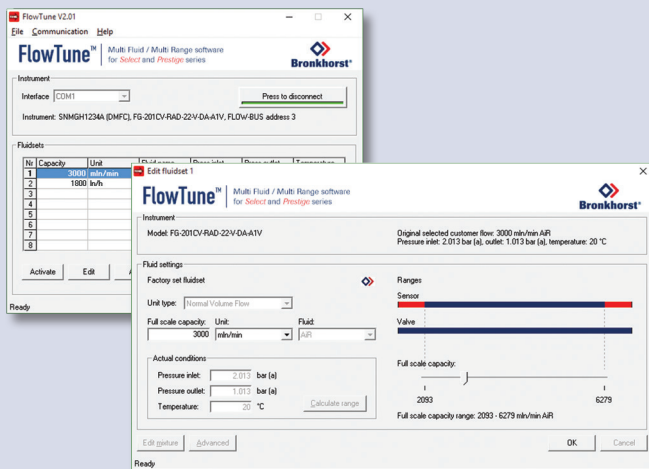 FlowTune V2.01
File Communication Help
FlowTune™ Multi Fluid / Multi Range software
for Select and Prestige series
Bronkhorst®
Instrument
Interface COM1 Press to disconnect
Instrument: SNMGH1234A (DMFC), FG-201CV-RAD-22-V-DA-A1V, FLOW-BUS address 3
Fluidsets
Nr Capacity Unit Fluid name Press inlet Press outlet Temperature
1 3000 mln/min
2 1800 ln/h
3
4
5
6
7
8
Activate Edit
Ready
Edit fluidset 1
FlowTune™ Multi Fluid / Multi Range software
for Select and Prestige series
Bronkhorst®
Instrument
Model: FG-201CV-RAD-22-V-DA-A1V
Original selected customer flow: 3000 mln/min AiR
Pressure inlet: 2.013 bar (a), outlet: 1.013 bar (a), temperature: 20 °C
Fluid settings
Factory set fluidset
Unit type: Normal Volume Flow
Full scale capacity: Unit: Fluid:
3000 mln/min AiR
Actual conditions
Pressure inlet: 2.013 bar (a)
Pressure outlet: 1.013 bar (a)
Temperature: 20 °C
Calculate range
Ranges
Sensor
Valve
Full scale capacity:
2093 6279
Full scale capacity range: 2093 - 6279 mln/min AiR
Edit mixture Advanced OK Cancel
Ready